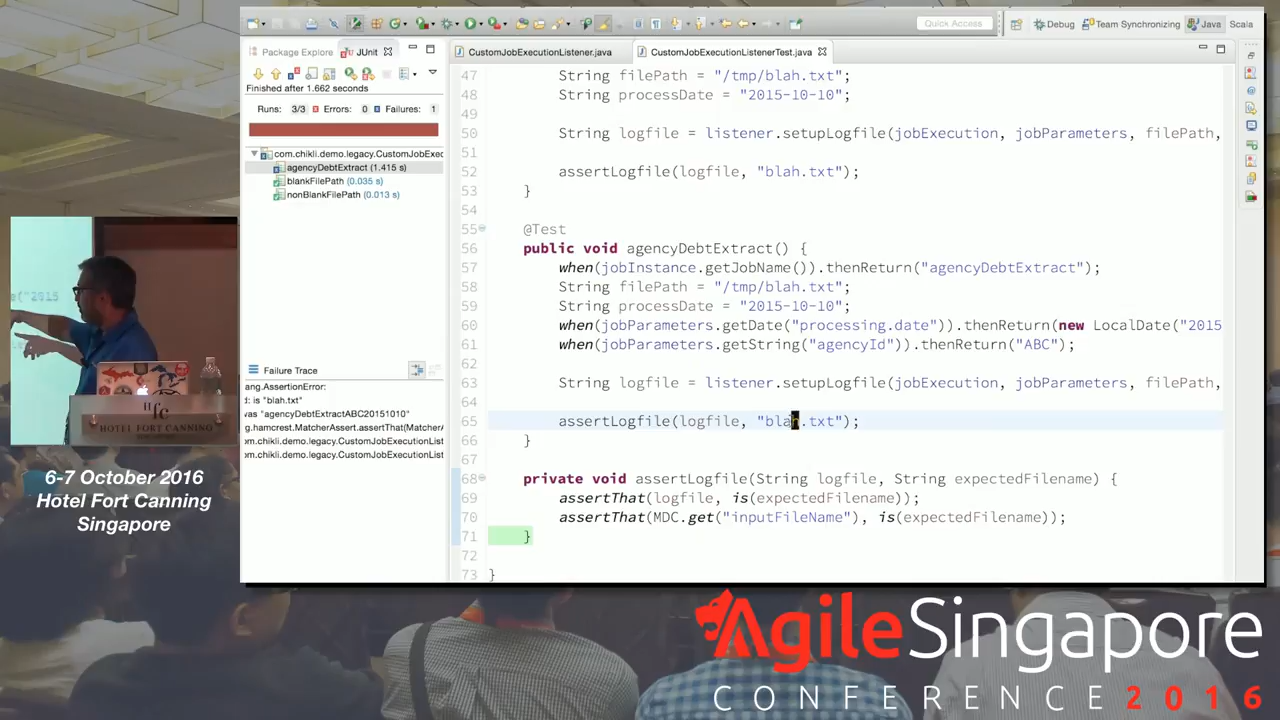 Quick Access
Debug
Team Synchronizing
Java
Scala
Package Explo
JUnit
CustomJobExecutionListener.java
CustomJobExecutionListenerTest.java
Finished after 1.662 seconds
Runs: 3/3
Errors: 0
Failures: 1
com.chikli.demo.legacy.CustomJobExec
agencyDebtExtract (1.415 s)
blankFilePath (0.035 s)
nonBlankFilePath (0.013 s)
Failure Trace
ang.AssertionError:
d: is "blah.txt"
was "agencyDebtExtractABC20151010"
g.hamcrest.MatcherAssert.assertThat(Matcher
.chikli.demo.legacy.CustomJobExecutionList
.chikli.demo.legacy.CustomJobExecutionList
47 String filePath = "/tmp/blah.txt";
48 String processDate = "2015-10-10";
49
50 String logfile = listener.setupLogfile(jobExecution, jobParameters, filePath,
51
52 assertLogfile(logfile, "blah.txt");
53 }
54
55 @Test
56 public void agencyDebtExtract() {
57 when(jobInstance.getJobName()).thenReturn("agencyDebtExtract");
58 String filePath = "/tmp/blah.txt";
59 String processDate = "2015-10-10";
60 when(jobParameters.getDate("processing.date")).thenReturn(new LocalDate("2015
61 when(jobParameters.getString("agencyId")).thenReturn("ABC");
62
63 String logfile = listener.setupLogfile(jobExecution, jobParameters, filePath,
64
65 assertLogfile(logfile, "blah.txt");
66 }
67
68 private void assertLogfile(String logfile, String expectedFilename) {
69 assertThat(logfile, is(expectedFilename));
70 assertThat(MDC.get("inputFileName"), is(expectedFilename));
71 }
72
73 }
hfc
HOTEL FORT CANNING
6-7 October 2016
Hotel Fort Canning
Singapore
AgileSingapore
CONFERENCE 2016